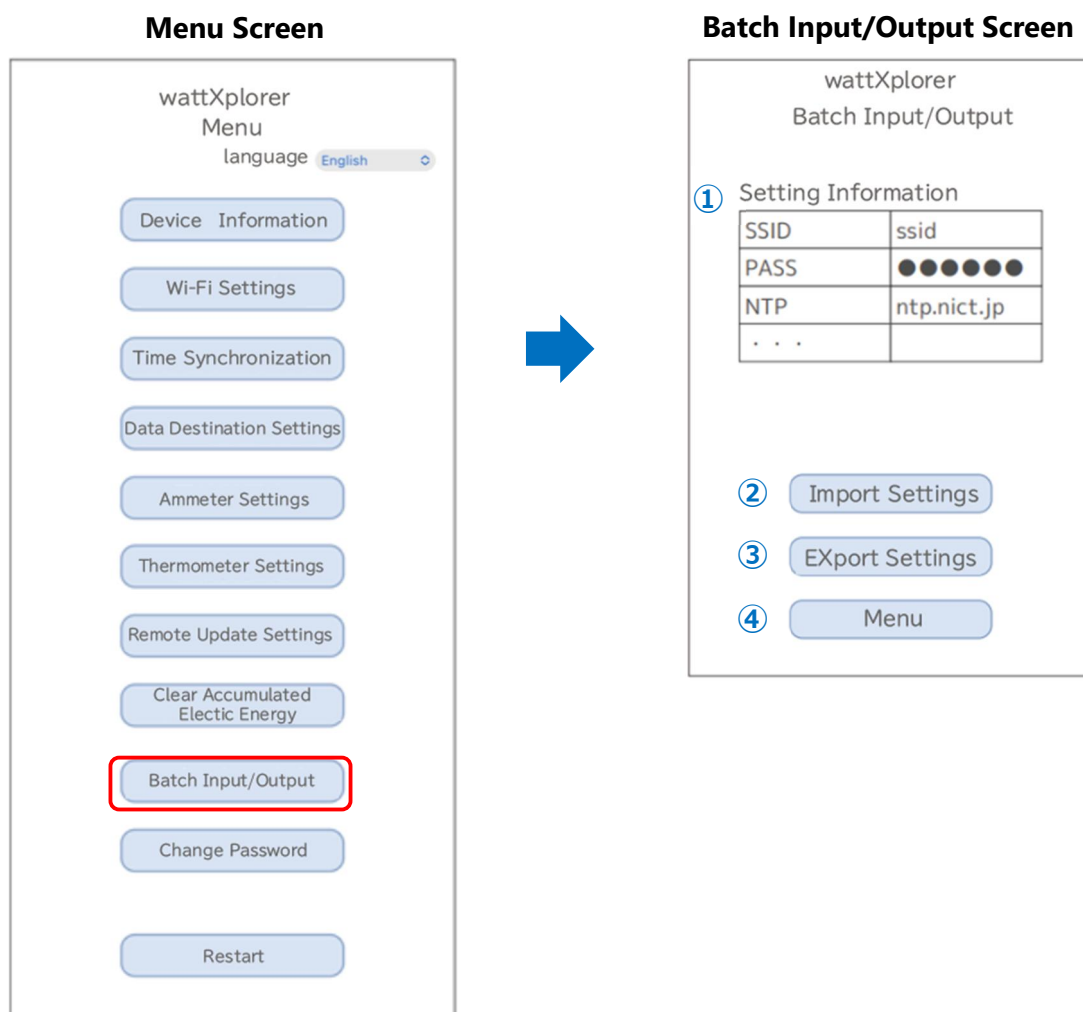 Menu Screen
wattXplorer
Menu
language English
Device Information
Wi-Fi Settings
Time Synchronization
Data Destination Settings
Ammeter Settings
Thermometer Settings
Remote Update Settings
Clear Accumulated
Electic Energy
Batch Input/Output
Change Password
Restart
Batch Input/Output Screen
wattXplorer
Batch Input/Output
① Setting Information
SSID ssid
PASS ●●●●●●
NTP ntp.nict.jp
・・・
② Import Settings
③ EXport Settings
④ Menu